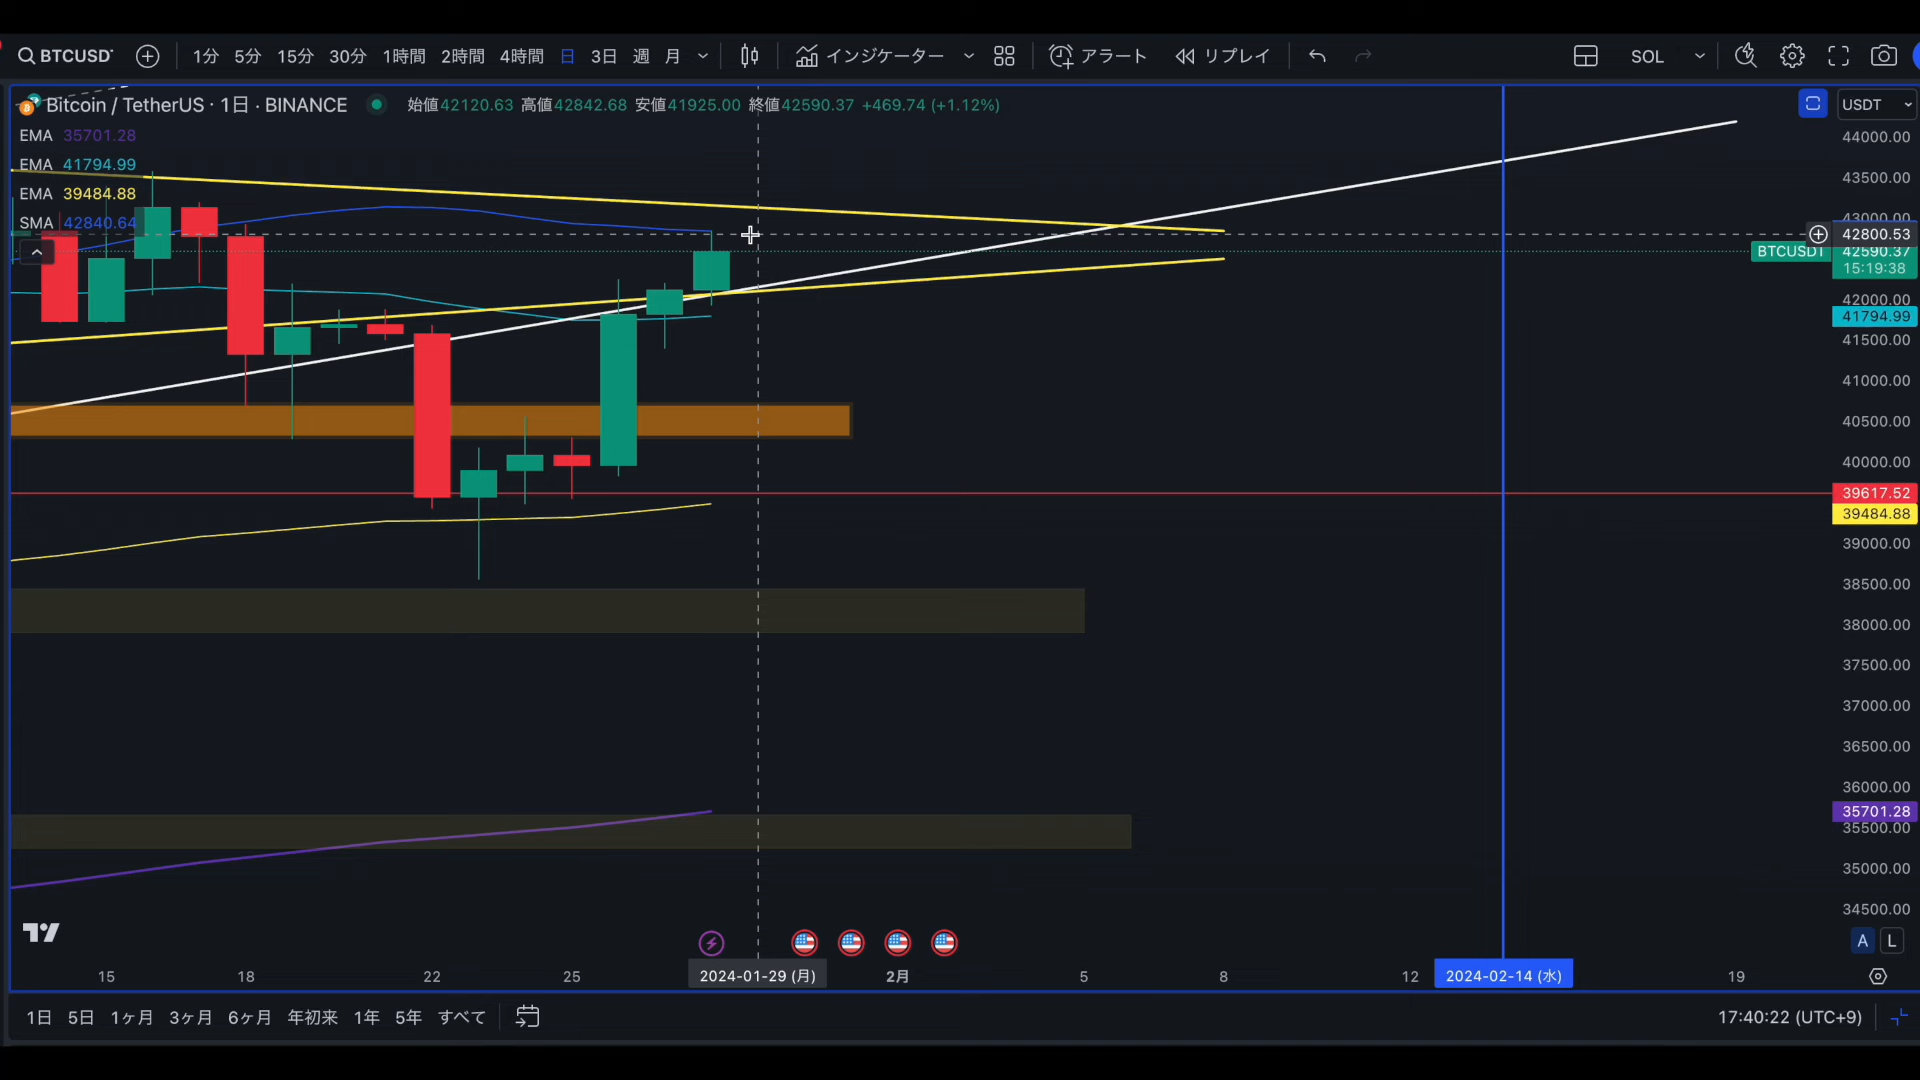 BTCUSDT 1分 5分 15分 30分 1時間 2時間 4時間 日 3日 週 月 インジケーター アラート リプレイ SOL
Bitcoin / TetherUS · 1日 · BINANCE 始値42120.63 高値42842.68 安値41925.00 終値42590.37 +469.74 (+1.12%) USDT
EMA 35701.28
EMA 41794.99
EMA 39484.88
SMA 42840.64
44000.00
43500.00
43000.00
42800.53
BTCUSDT 42590.37
15:19:38
42000.00
41794.99
41500.00
41000.00
40500.00
40000.00
39617.52
39484.88
39000.00
38500.00
38000.00
37500.00
37000.00
36500.00
36000.00
35701.28
35500.00
35000.00
34500.00
A L
15 18 22 25 2024-01-29 (月) 2月 5 8 12 2024-02-14 (水) 19
1日 5日 1ヶ月 3ヶ月 6ヶ月 年初来 1年 5年 すべて 17:40:22 (UTC+9)